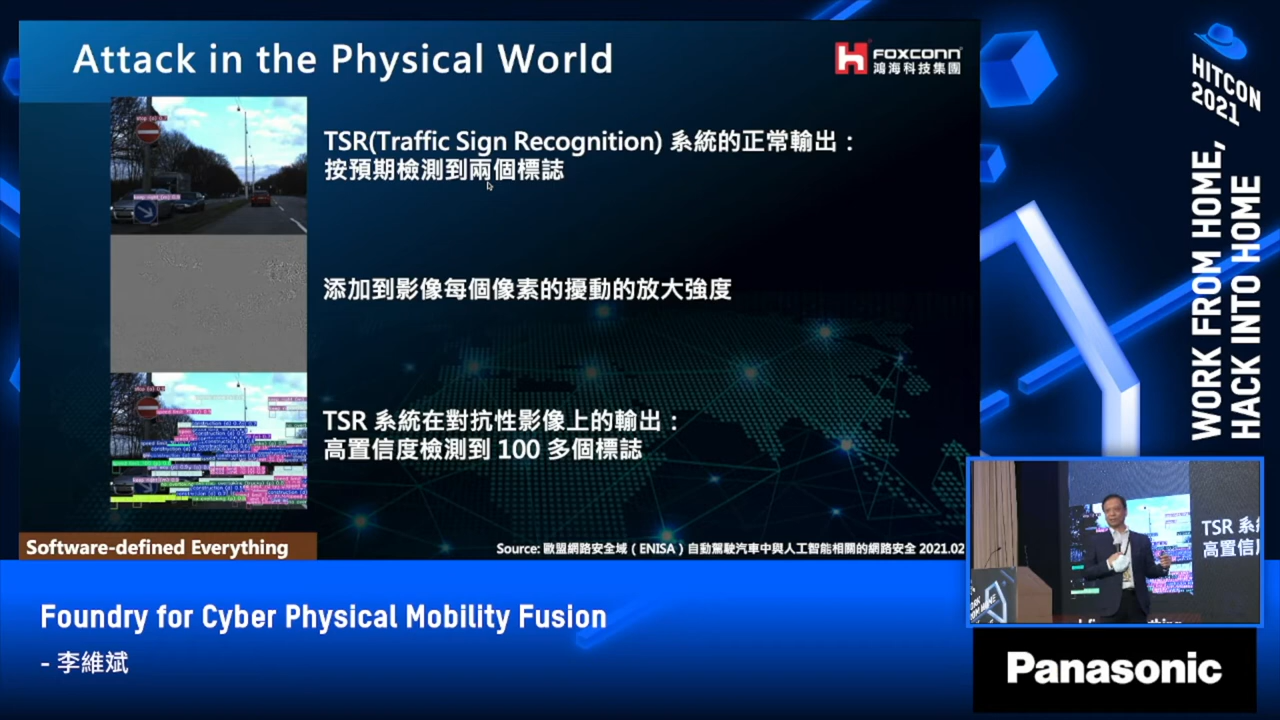 Attack in the Physical World
FOXCONN
鴻海科技集團
TSR(Traffic Sign Recognition) 系統的正常輸出：
按預期檢測到兩個標誌
添加到影像每個像素的擾動的放大強度
TSR 系統在對抗性影像上的輸出：
高置信度檢測到 100 多個標誌
Software-defined Everything
Source: 歐盟網路安全域（ENISA）自動駕駛汽車中與人工智能相關的網路安全 2021.02
HITCON
2021
WORK FROM HOME,
HACK INTO HOME
TSR 系
高置信
Foundry for Cyber Physical Mobility Fusion
- 李維斌
Panasonic